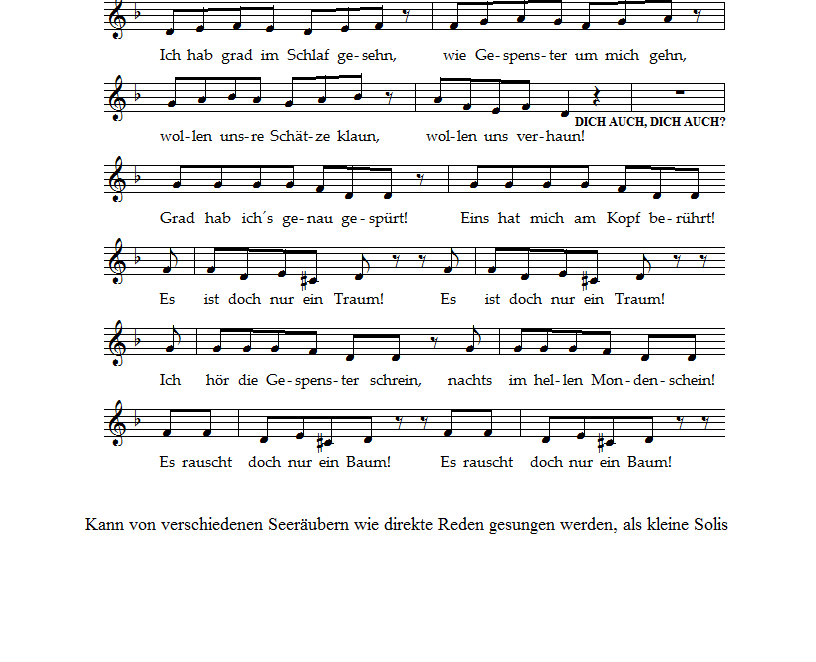 Ich hab grad im Schlaf ge-sehn, wie Ge-spens-ter um mich gehn,
DICH AUCH, DICH AUCH?
wol-len uns-re Schät-ze klaun, wol-len uns ver-haun!
Grad hab ich´s ge-nau ge-spürt! Eins hat mich am Kopf be-rührt!
Es ist doch nur ein Traum! Es ist doch nur ein Traum!
Ich hör die Ge-spens-ter schrein, nachts im hel-len Mon-den-schein!
Es rauscht doch nur ein Baum! Es rauscht doch nur ein Baum!
Kann von verschiedenen Seeräubern wie direkte Reden gesungen werden, als kleine Solis